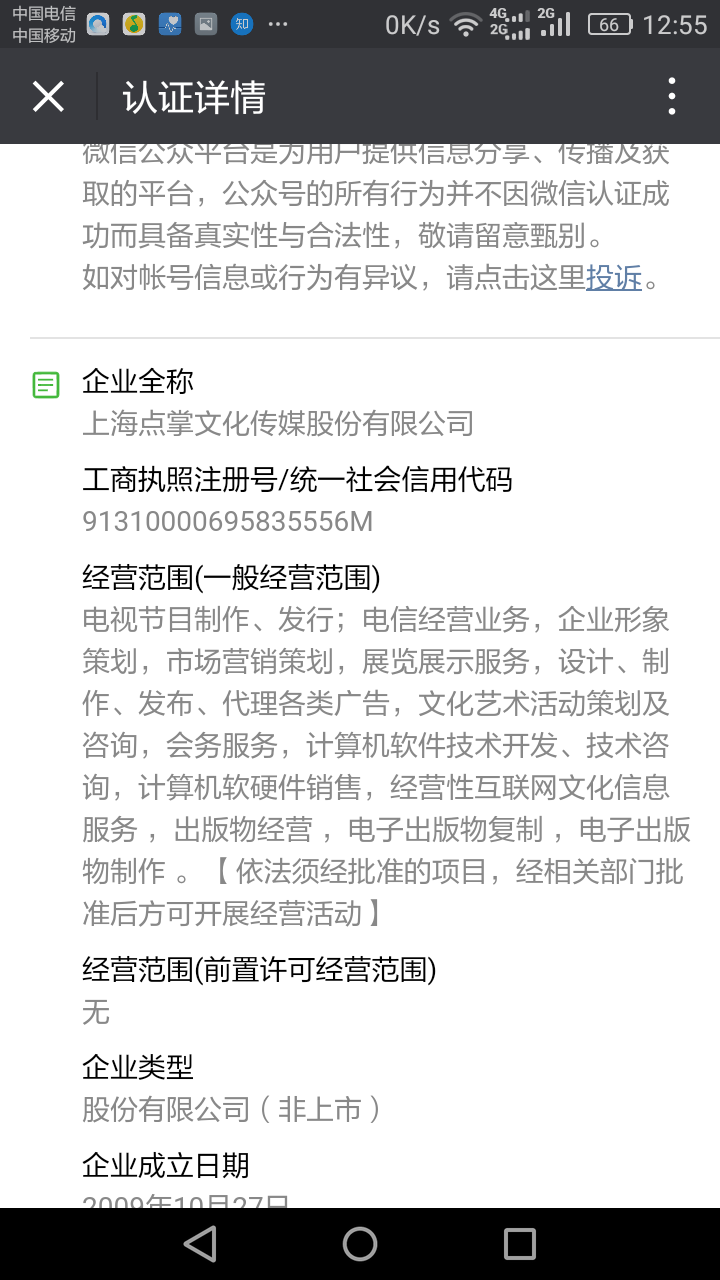 中国电信
中国移动
知
0K/s
4G
2G
2G
66
12:55
认证详情
微信公众平台是为用户提供信息分享、传播及获
取的平台，公众号的所有行为并不因微信认证成
功而具备真实性与合法性，敬请留意甄别。
如对帐号信息或行为有异议，请点击这里投诉。
企业全称
上海点掌文化传媒股份有限公司
工商执照注册号/统一社会信用代码
91310000695835556M
经营范围(一般经营范围)
电视节目制作、发行；电信经营业务，企业形象
策划，市场营销策划，展览展示服务，设计、制
作、发布、代理各类广告，文化艺术活动策划及
咨询，会务服务，计算机软件技术开发、技术咨
询，计算机软硬件销售，经营性互联网文化信息
服务 ，出版物经营 ，电子出版物复制 ，电子出版
物制作 。【 依法须经批准的项目，经相关部门批
准后方可开展经营活动 】
经营范围(前置许可经营范围)
无
企业类型
股份有限公司（ 非上市 ）
企业成立日期
2009年10月27日